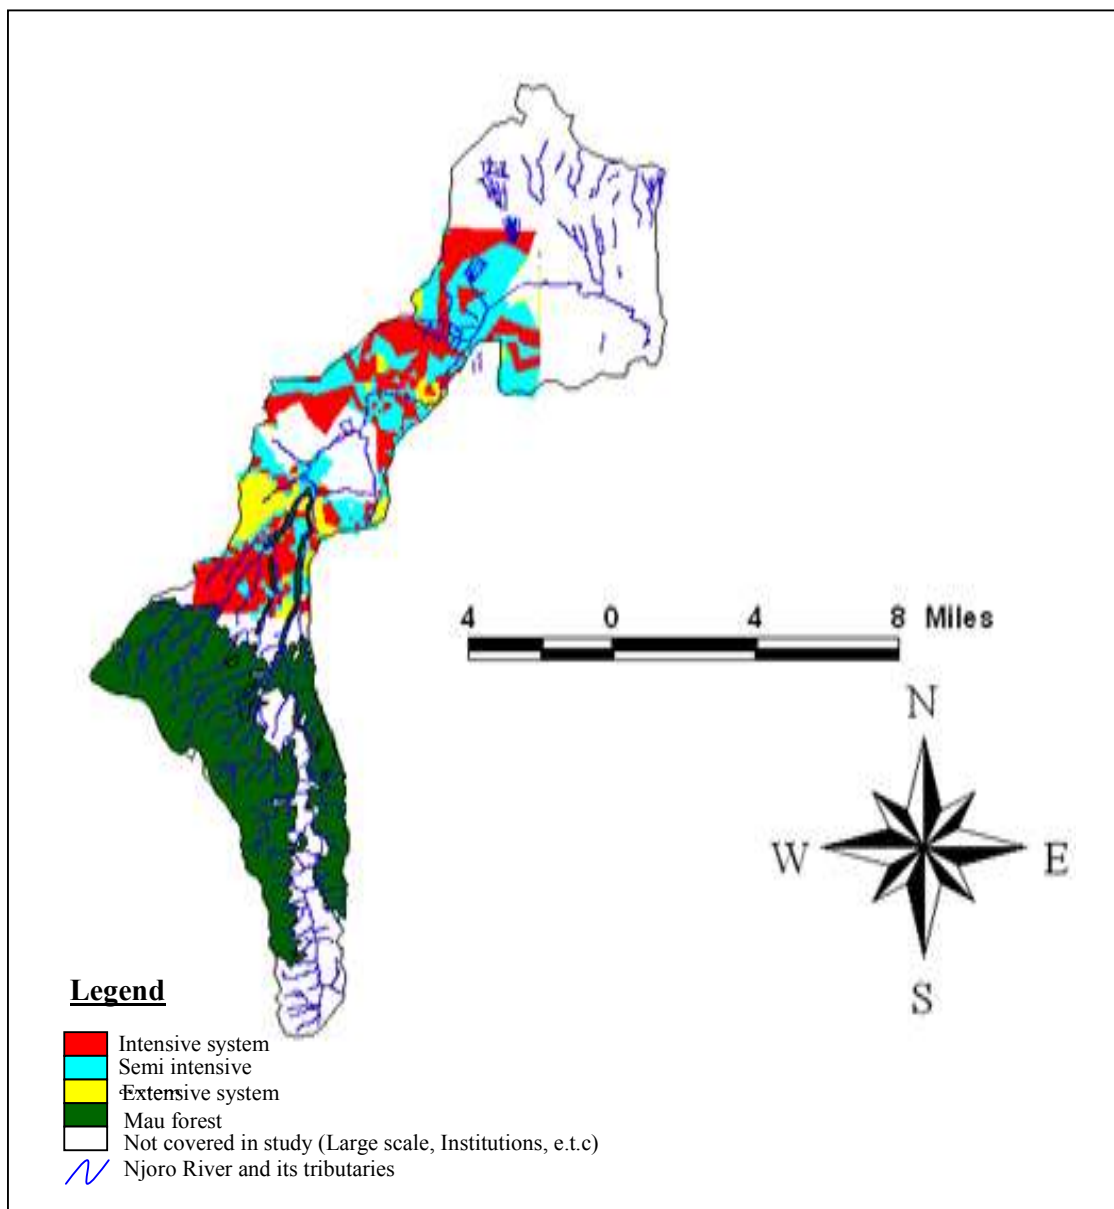 4 0 4 8 Miles
N
W E
S
Legend
Intensive system
Semi intensive
Extensive system
Mau forest
Not covered in study (Large scale, Institutions, e.t.c)
Njoro River and its tributaries